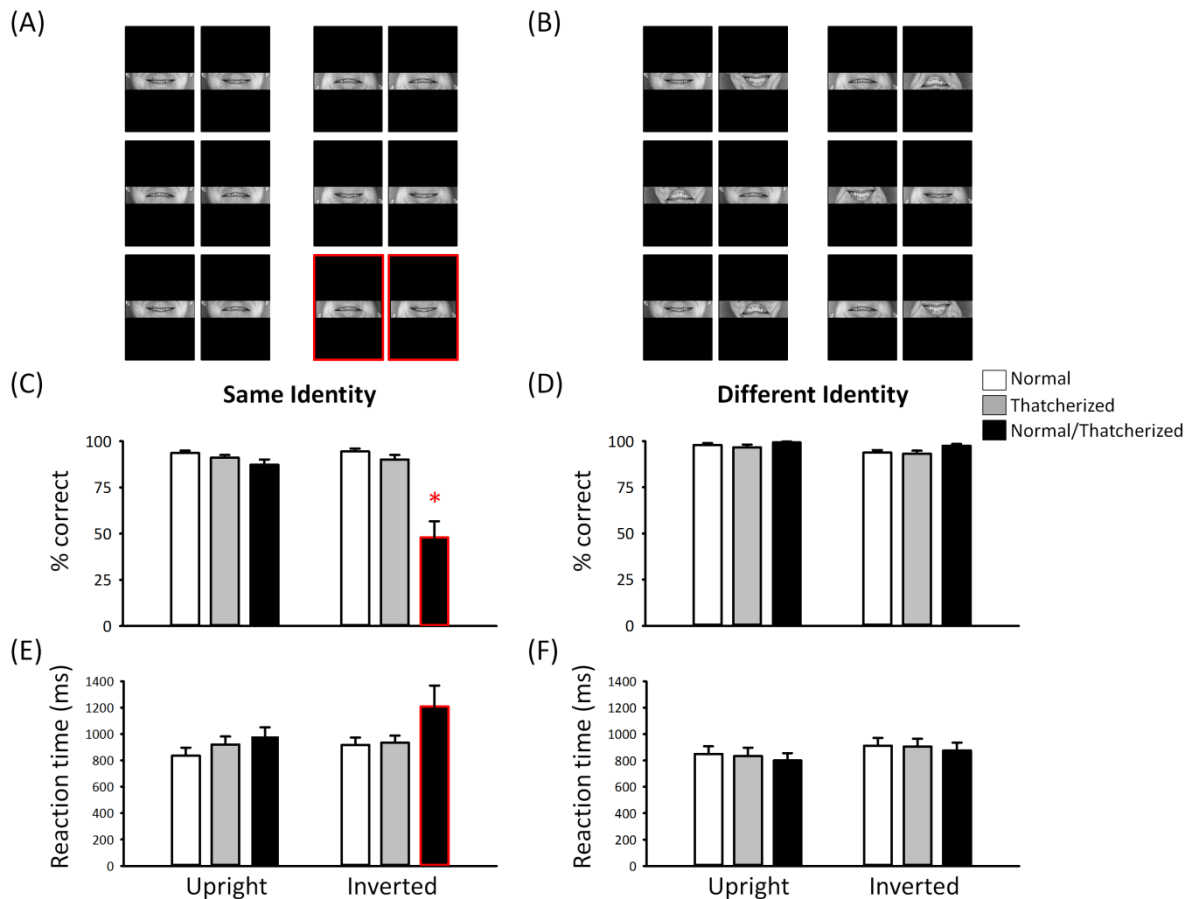 (A)
(B)
(C)
Same Identity
(D)
Different Identity
Normal
Thatcherized
Normal/Thatcherized
% correct
100
75
50
25
0
*
% correct
100
75
50
25
0
(E)
Reaction time (ms)
1400
1200
1000
800
600
400
200
0
Upright
Inverted
(F)
Reaction time (ms)
1400
1200
1000
800
600
400
200
0
Upright
Inverted